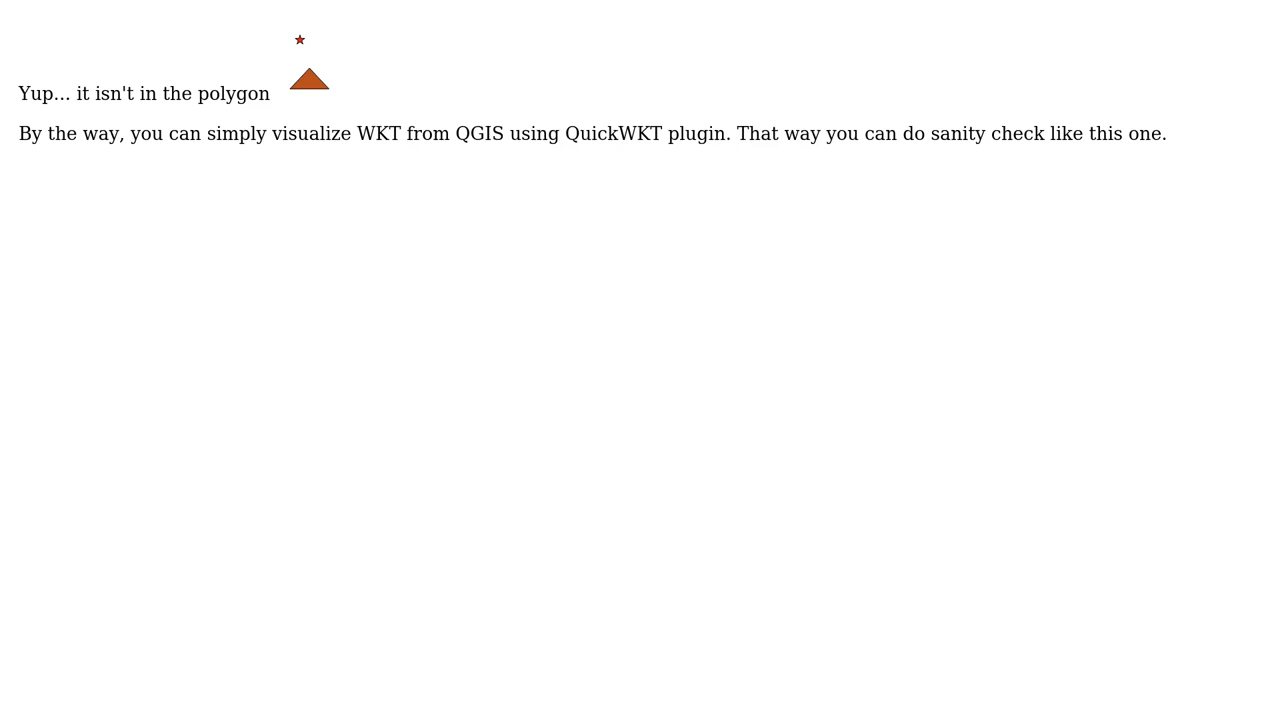 Yup... it isn't in the polygon
By the way, you can simply visualize WKT from QGIS using QuickWKT plugin. That way you can do sanity check like this one.